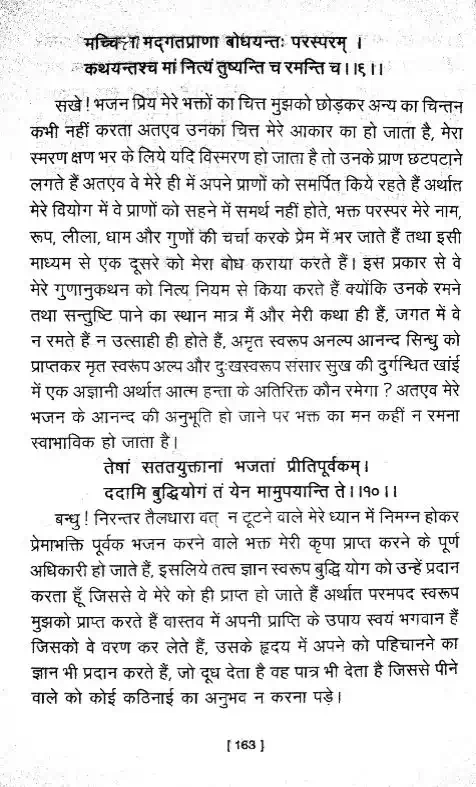 मद्गतप्राणा बोधयन्तः परस्परम् ।
कथयन्तश्च मां नित्यं तुष्यन्ति च रमन्ति च।।६।।
सखे ! भजन प्रिय मेरे भक्तों का चित्त मुझको छोड़कर अन्य का चिन्तन
कभी नहीं करता अतएव उनका चित्त मेरे आकार का हो जाता है, मेरा
स्मरण क्षण भर के लिये यदि विस्मरण हो जाता है तो उनके प्राण छटपटाने
लगते हैं अतएव वे मेरे ही में अपने प्राणों को समर्पित किये रहते हैं अर्थात
मेरे वियोग में वे प्राणों को सहने में समर्थ नहीं होते, भक्त परस्पर मेरे नाम,
रूप, लीला, धाम और गुणों की चर्चा करके प्रेम में भर जाते हैं तथा इसी
माध्यम से एक दूसरे को मेरा बोध कराया करते हैं। इस प्रकार से वे
मेरे गुणानुकथन को नित्य नियम से किया करते हैं क्योंकि उनके रमने
तथा सन्तुष्टि पाने का स्थान मात्र मैं और मेरी कथा ही हैं, जगत में वे
न रमते हैं न उत्साही ही होते हैं, अमृत स्वरूप अनल्प आनन्द सिन्धु को
प्राप्तकर मृत स्वरूप अल्प और दुःखस्वरूप संसार सुख की दुर्गन्धित खांई
में एक अज्ञानी अर्थात आत्म हन्ता के अतिरिक्त कौन रमेगा ? अतएव मेरे
भजन के आनन्द की अनुभूति हो जाने पर भक्त का मन कहीं न रमना
स्वाभाविक हो जाता है।
तेषां सततयुक्तानां भजतां प्रीतिपूर्वकम्।
ददामि बुद्धियोगं तं येन मामुपयान्ति ते।।१०।।
बन्धु ! निरन्तर तैलधारा वत् न टूटने वाले मेरे ध्यान में निमग्न होकर
प्रेमाभक्ति पूर्वक भजन करने वाले भक्त मेरी कृपा प्राप्त करने के पूर्ण
अधिकारी हो जाते हैं, इसलिये तत्व ज्ञान स्वरूप बुद्धि योग को उन्हें प्रदान
करता हूँ जिससे वे मेरे को ही प्राप्त हो जाते हैं अर्थात परमपद स्वरूप
मुझको प्राप्त करते हैं वास्तव में अपनी प्राप्ति के उपाय स्वयं भगवान हैं
जिसको वे वरण कर लेते हैं, उसके हृदय में अपने को पहिचानने का
ज्ञान भी प्रदान करते हैं, जो दूध देता है वह पात्र भी देता है जिससे पीने
वाले को कोई कठिनाई का अनुभव न करना पड़े।
[ 163 ]